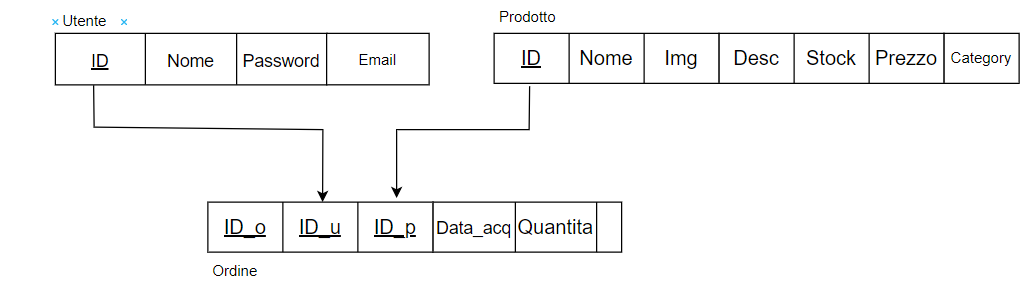 Utente
Prodotto
ID Nome Password Email
ID Nome Img Desc Stock Prezzo Category
ID_o ID_u ID_p Data_acq Quantita
Ordine